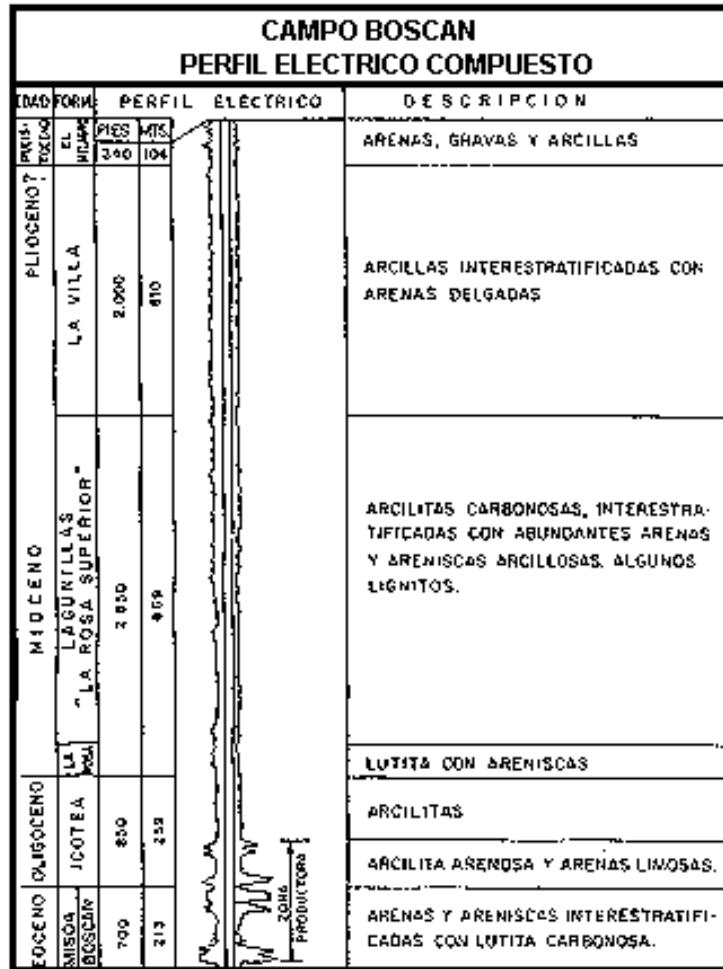 CAMPO BOSCAN
PERFIL ELECTRICO COMPUESTO
EDAD FORM. PERFIL ELECTRICO DESCRIPCION
PIES MTS.
EL
340 104
ARENAS, GRAVAS Y ARCILLAS
PLIOCENO?
LA VILLA
2.000 610
ARCILLAS INTERESTRATIFICADAS CON
ARENAS DELGADAS
MIOCENO
LAGUNILLAS
"LA ROSA SUPERIOR"
ARCILITAS CARBONOSAS, INTERESTRA-
TIFICADAS CON ABUNDANTES ARENAS
Y ARENISCAS ARCILLOSAS. ALGUNOS
LIGNITOS.
LA
ROSA
LUTITA CON ARENISCAS
OLIGOCENO
ICOTEA
850 259
ARCILITAS
ARCILITA ARENOSA Y ARENAS LIMOSAS.
ZONA
PRODUCTORA
EOCENO
MISOA
BOSCAN
700 213
ARENAS Y ARENISCAS INTERESTRATIFI-
CADAS CON LUTITA CARBONOSA.